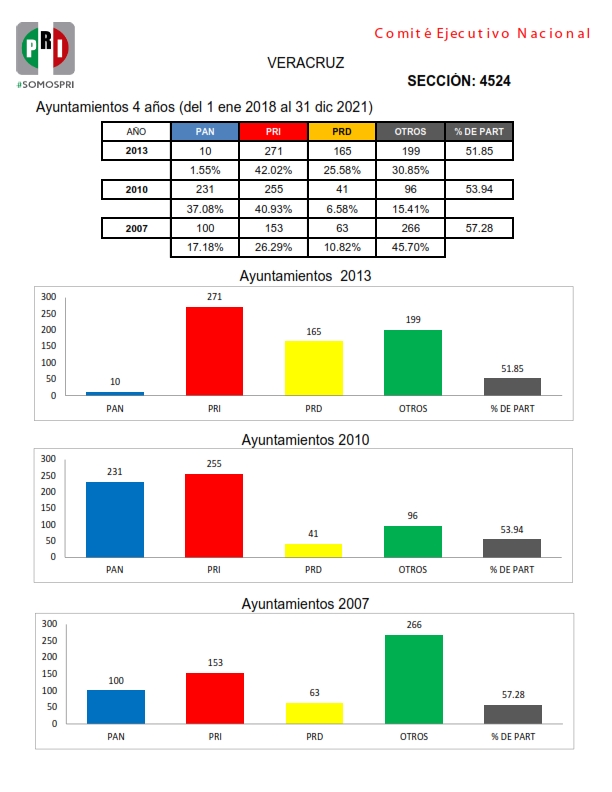 Comité Ejecutivo Nacional
PRI
#SOMOSPRI
VERACRUZ
SECCIÓN: 4524
Ayuntamientos 4 años (del 1 ene 2018 al 31 dic 2021)
AÑO PAN PRI PRD OTROS % DE PART
2013 10 271 165 199 51.85
1.55% 42.02% 25.58% 30.85%
2010 231 255 41 96 53.94
37.08% 40.93% 6.58% 15.41%
2007 100 153 63 266 57.28
17.18% 26.29% 10.82% 45.70%
Ayuntamientos 2013
300
250
200
150
100
50
0
10 271 165 199 51.85
PAN PRI PRD OTROS % DE PART
Ayuntamientos 2010
300
250
200
150
100
50
0
231 255 41 96 53.94
PAN PRI PRD OTROS % DE PART
Ayuntamientos 2007
300
250
200
150
100
50
0
100 153 63 266 57.28
PAN PRI PRD OTROS % DE PART